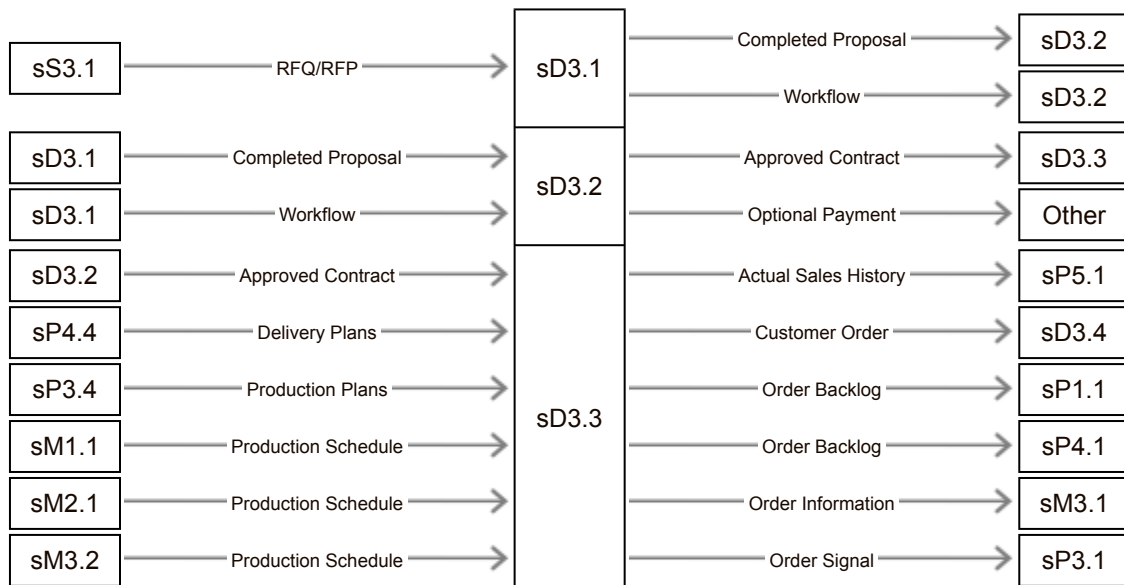 sS3.1
RFQ/RFP
sD3.1
Completed Proposal
sD3.2
Workflow
sD3.2
sD3.1
Completed Proposal
sD3.2
Approved Contract
sD3.3
sD3.1
Workflow
Optional Payment
Other
sD3.2
Approved Contract
sD3.3
Actual Sales History
sP5.1
sP4.4
Delivery Plans
Customer Order
sD3.4
sP3.4
Production Plans
Order Backlog
sP1.1
sM1.1
Production Schedule
Order Backlog
sP4.1
sM2.1
Production Schedule
Order Information
sM3.1
sM3.2
Production Schedule
Order Signal
sP3.1